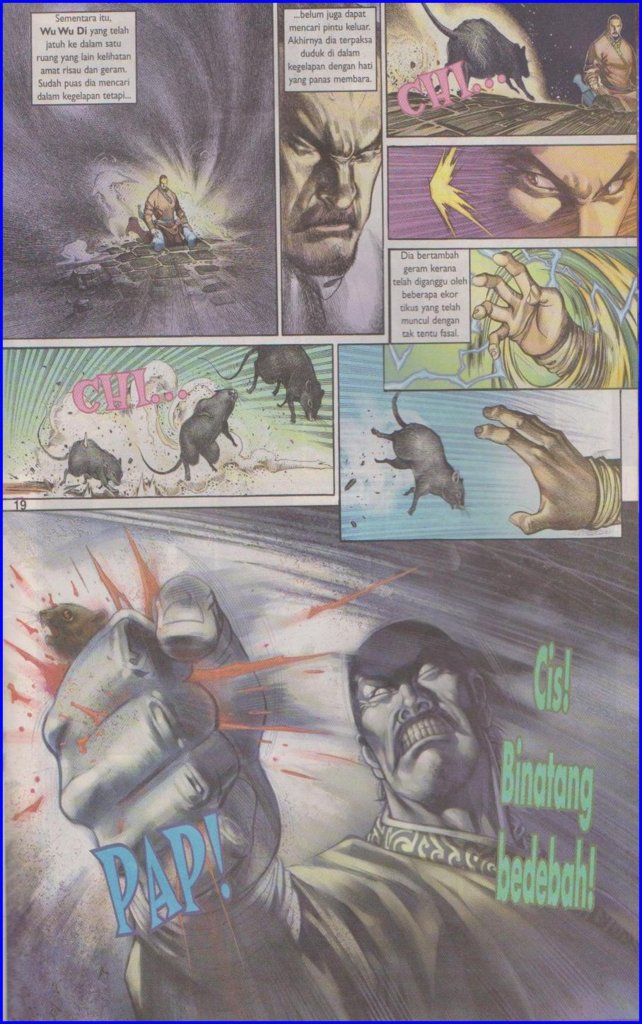 Sementara itu,
Wu Wu Di yang telah
jatuh ke dalam satu
ruang yang lain kelihatan
amat risau dan geram.
Sudah puas dia mencari
dalam kegelapan tetapi...
...belum juga dapat
mencari pintu keluar.
Akhirnya dia terpaksa
duduk di dalam
kegelapan dengan hati
yang panas membara.
CHI...
Dia bertambah
geram kerana
telah diganggu oleh
beberapa ekor
tikus yang telah
muncul dengan
tak tentu fasal.
CHI...
19
Cis!
Binatang
bedebah!
PAP!